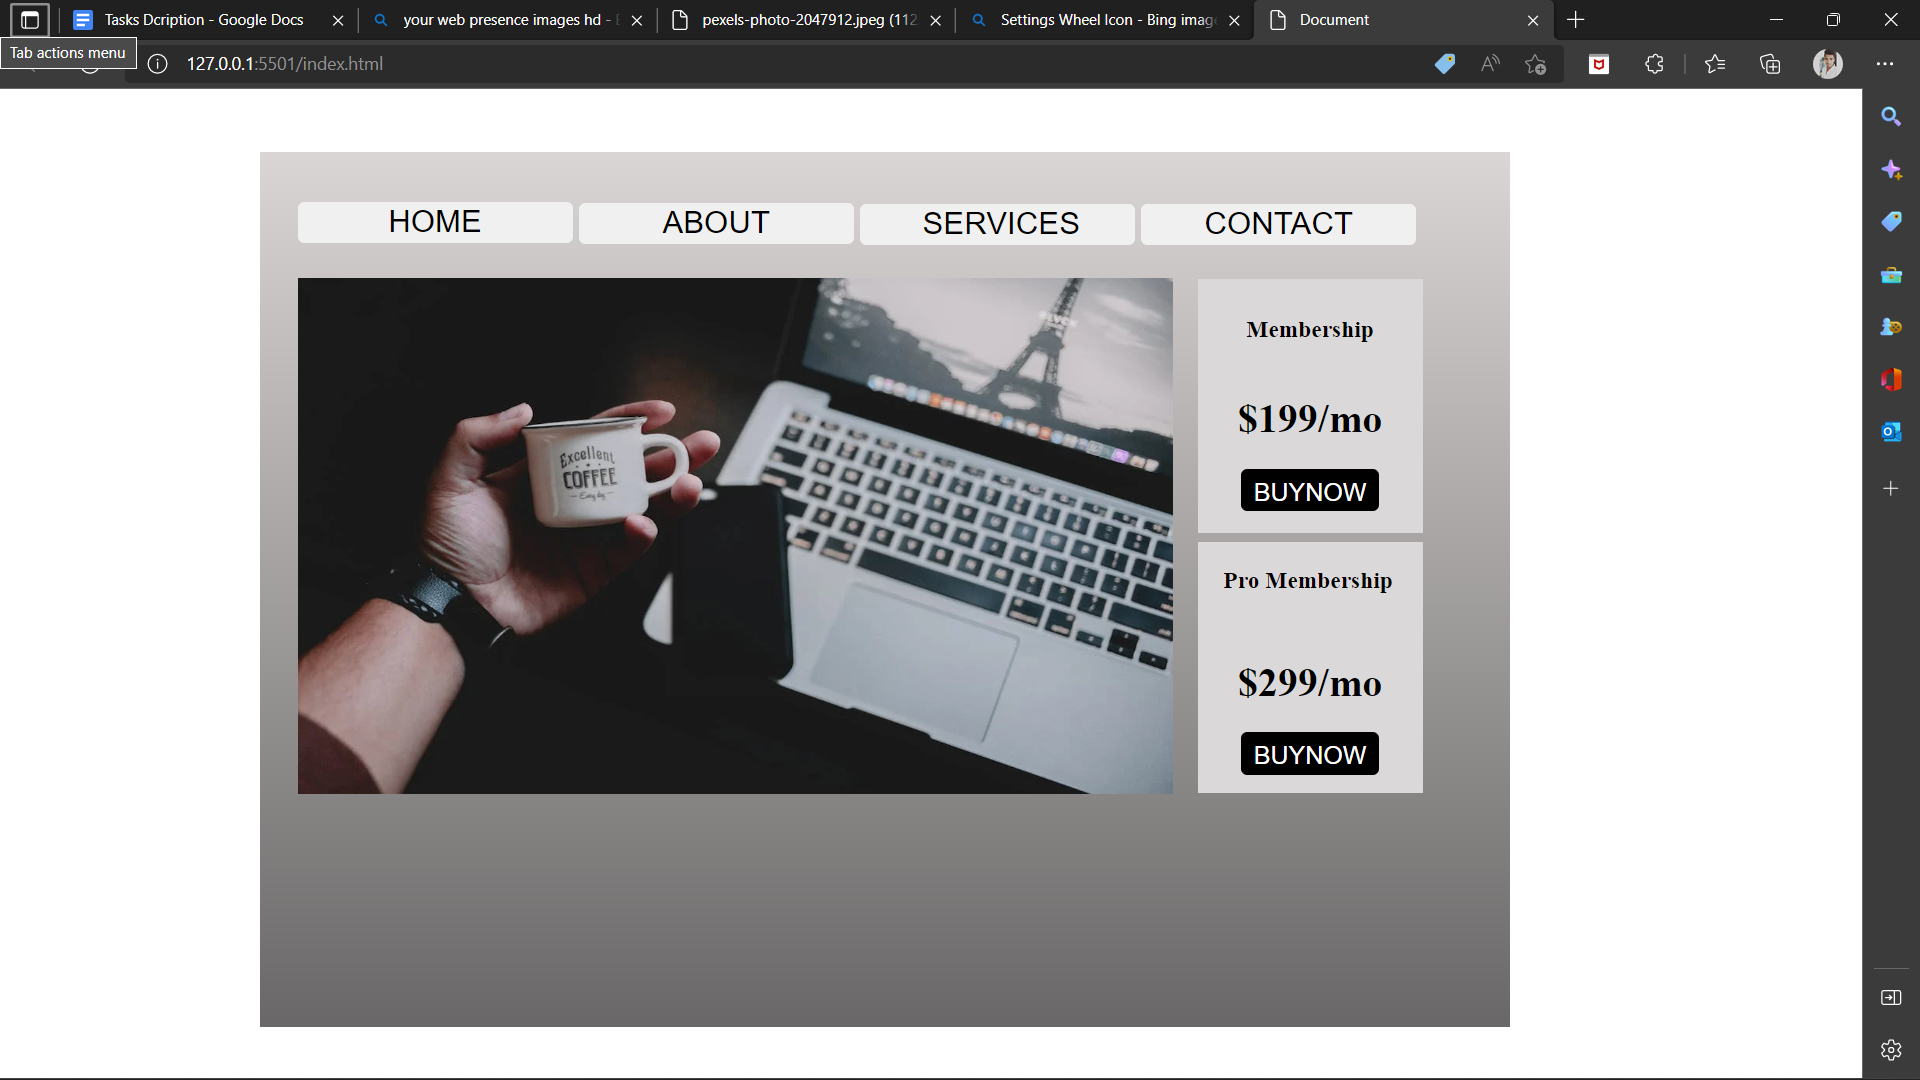 Tasks Dcription - Google Docs
your web presence images hd -
pexels-photo-2047912.jpeg (112
Settings Wheel Icon - Bing imag
Document
Tab actions menu
127.0.0.1:5501/index.html
HOME
ABOUT
SERVICES
CONTACT
Excellent
COFFEE
Every day
Membership
$199/mo
BUYNOW
Pro Membership
$299/mo
BUYNOW